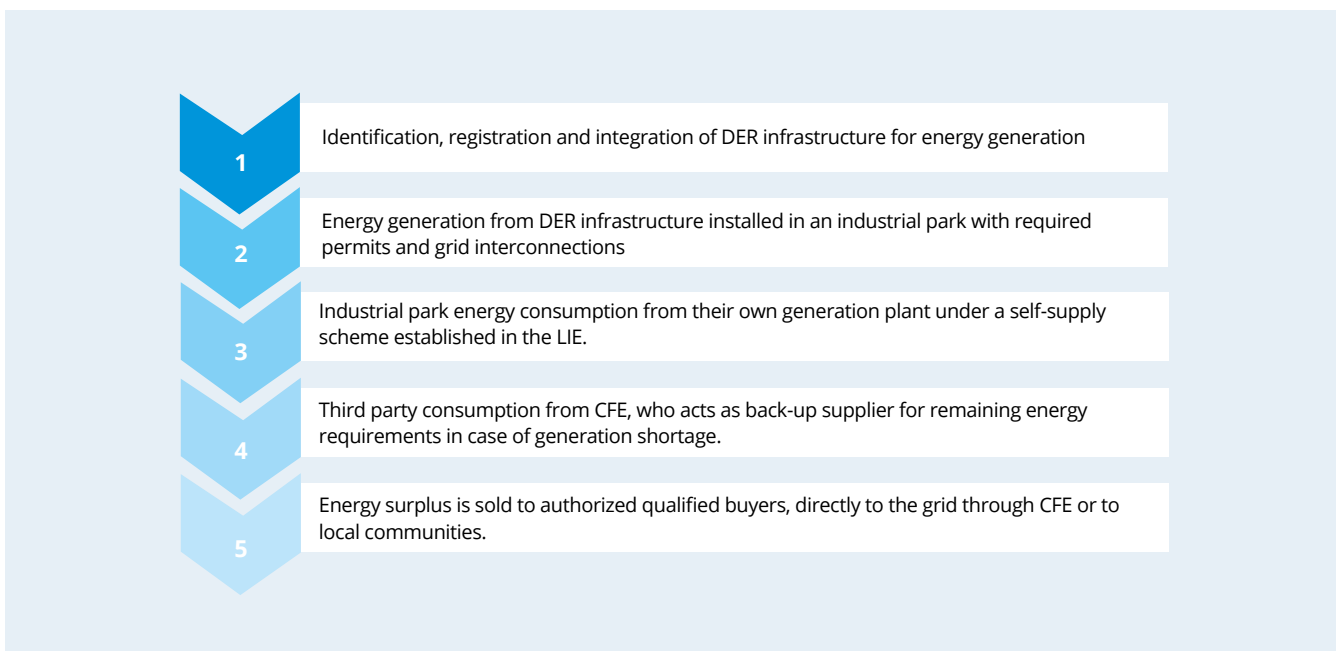 1
Identification, registration and integration of DER infrastructure for energy generation
2
Energy generation from DER infrastructure installed in an industrial park with required
permits and grid interconnections
3
Industrial park energy consumption from their own generation plant under a self-supply
scheme established in the LIE.
4
Third party consumption from CFE, who acts as back-up supplier for remaining energy
requirements in case of generation shortage.
5
Energy surplus is sold to authorized qualified buyers, directly to the grid through CFE or to
local communities.